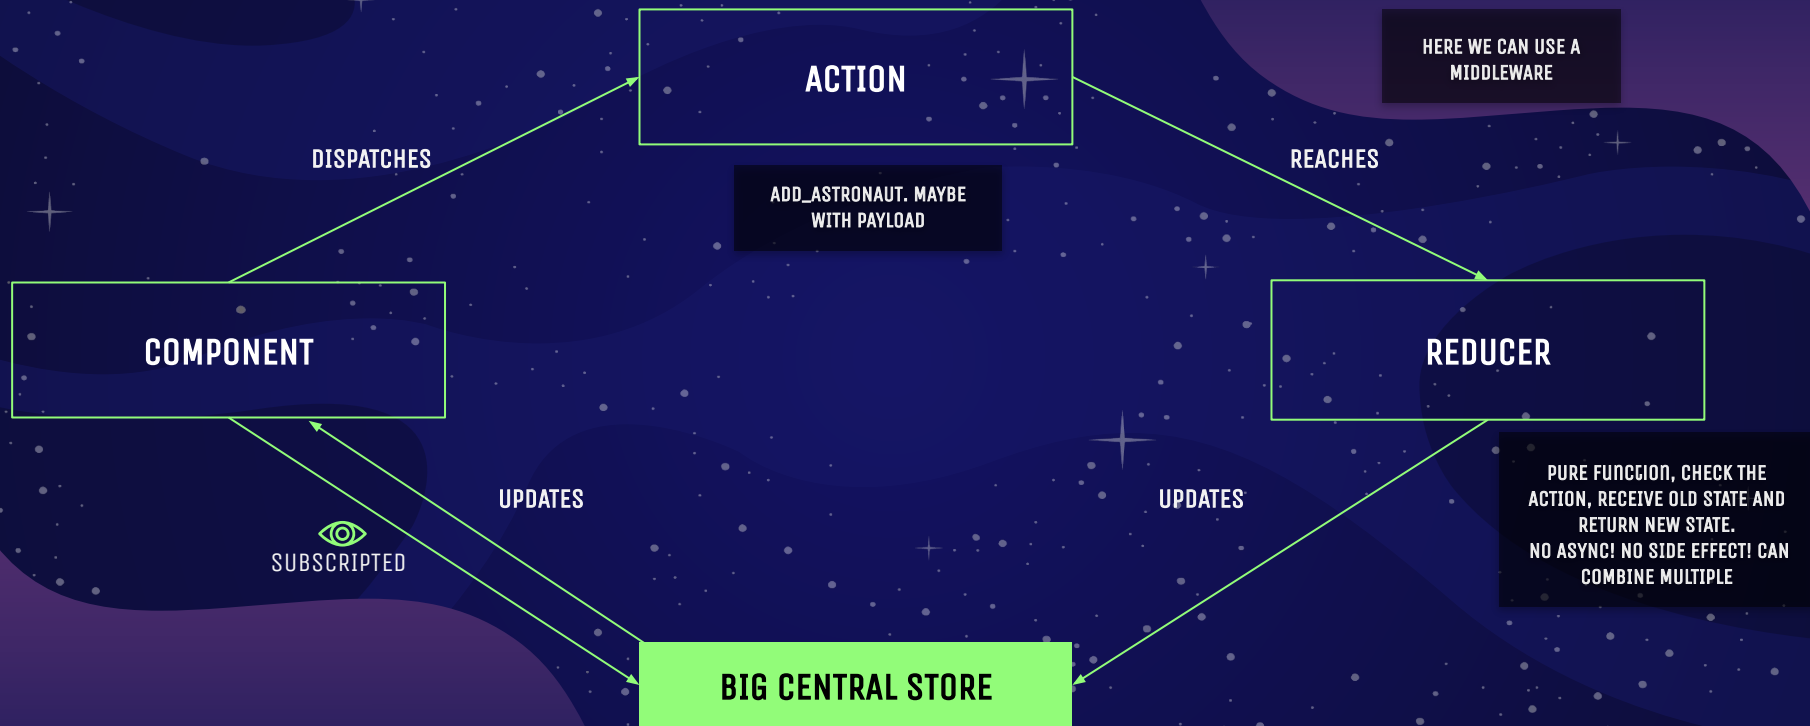 ACTION
HERE WE CAN USE A
MIDDLEWARE
DISPATCHES
REACHES
ADD_ASTRONAUT. MAYBE
WITH PAYLOAD
COMPONENT
REDUCER
UPDATES
UPDATES
PURE FUNCTION, CHECK THE
ACTION, RECEIVE OLD STATE AND
RETURN NEW STATE.
NO ASYNC! NO SIDE EFFECT! CAN
COMBINE MULTIPLE
SUBSCRIPTED
BIG CENTRAL STORE